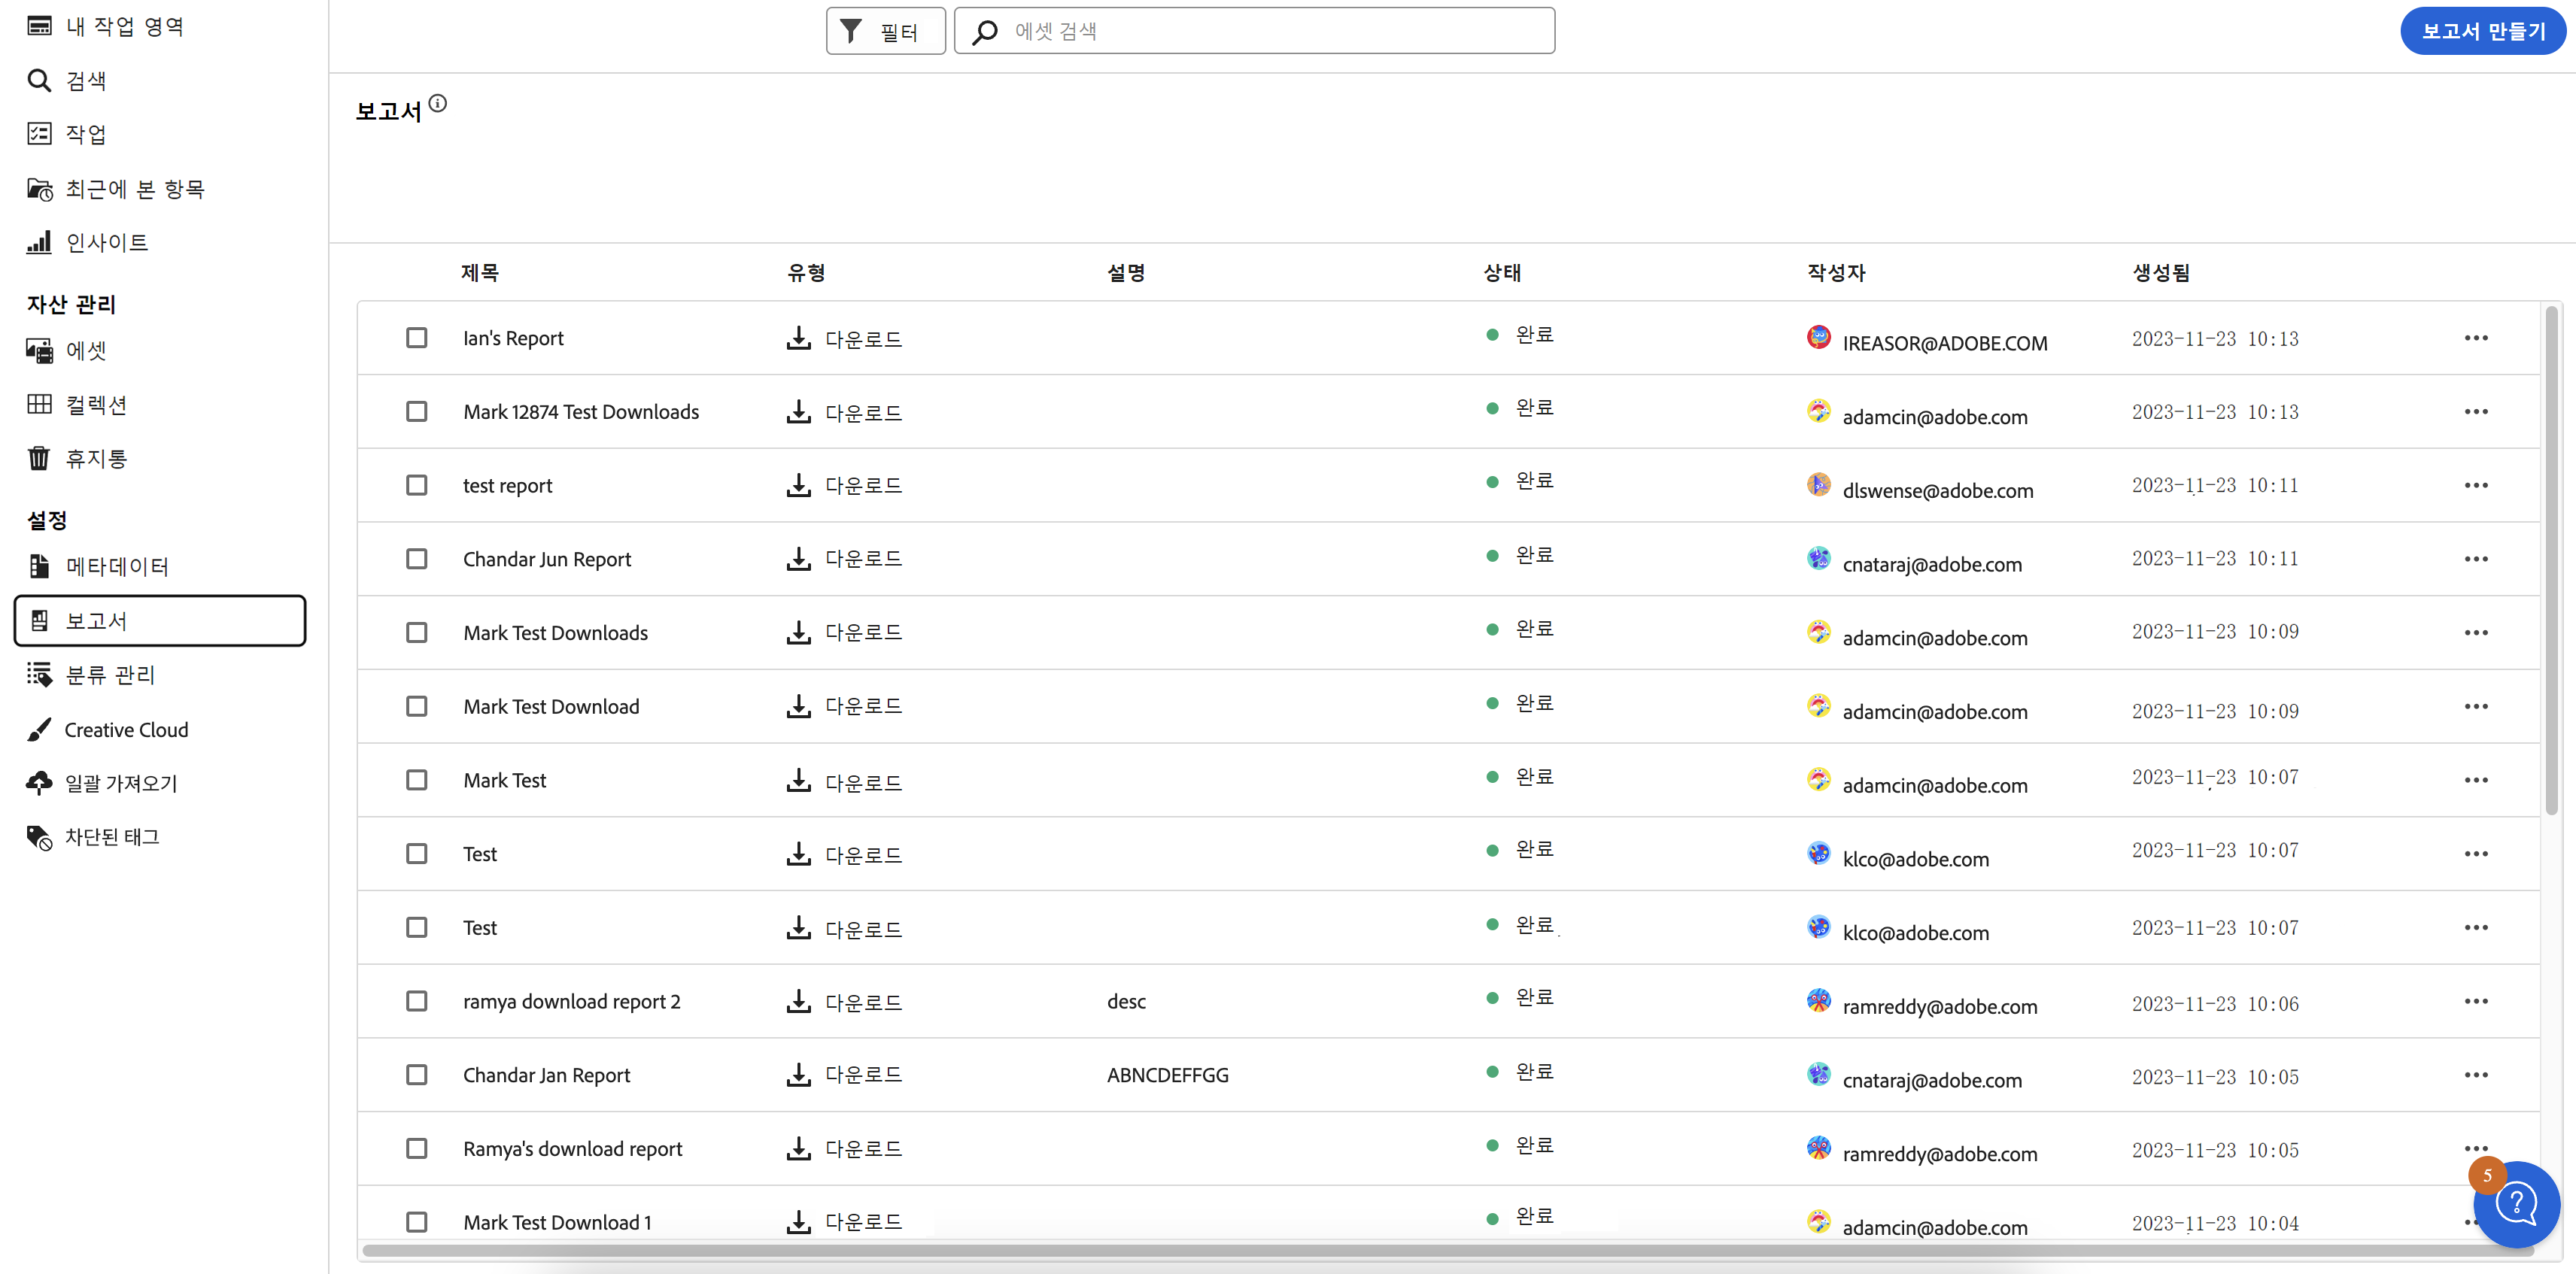 내 작업 영역
검색
작업
최근에 본 항목
인사이트
자산 관리
에셋
컬렉션
휴지통
설정
메타데이터
보고서
분류 관리
Creative Cloud
일괄 가져오기
차단된 태그
필터
에셋 검색
보고서 만들기
보고서
제목 유형 설명 상태 작성자 생성됨
Ian's Report 다운로드 완료 IREASOR@ADOBE.COM 2023-11-23 10:13
Mark 12874 Test Downloads 다운로드 완료 adamcin@adobe.com 2023-11-23 10:13
test report 다운로드 완료 dlswense@adobe.com 2023-11-23 10:11
Chandar Jun Report 다운로드 완료 cnataraj@adobe.com 2023-11-23 10:11
Mark Test Downloads 다운로드 완료 adamcin@adobe.com 2023-11-23 10:09
Mark Test Download 다운로드 완료 adamcin@adobe.com 2023-11-23 10:09
Mark Test 다운로드 완료 adamcin@adobe.com 2023-11-23 10:07
Test 다운로드 완료 klco@adobe.com 2023-11-23 10:07
Test 다운로드 완료 klco@adobe.com 2023-11-23 10:07
ramya download report 2 다운로드 desc 완료 ramreddy@adobe.com 2023-11-23 10:06
Chandar Jan Report 다운로드 ABNCDEFFGG 완료 cnataraj@adobe.com 2023-11-23 10:05
Ramya's download report 다운로드 완료 ramreddy@adobe.com 2023-11-23 10:05
Mark Test Download 1 다운로드 완료 adamcin@adobe.com 2023-11-23 10:04
5